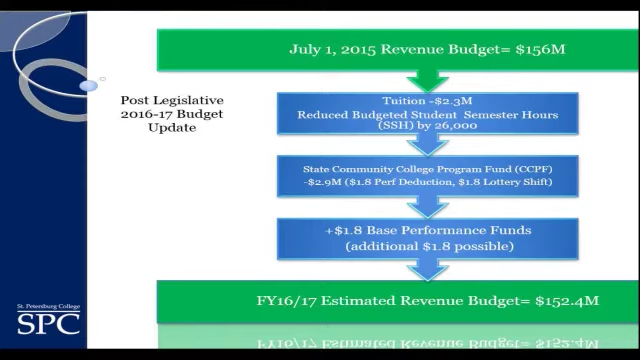 July 1, 2015 Revenue Budget= $156M
Post Legislative
2016-17 Budget
Update
Tuition -$2.3M
Reduced Budgeted Student Semester Hours
(SSH) by 26,000
State Community College Program Fund (CCPF)
-$2.9M ($1.8 Perf Deduction, $1.8 Lottery Shift)
+$1.8 Base Performance Funds
(additional $1.8 possible)
FY16/17 Estimated Revenue Budget= $152.4M
St. Petersburg College
SPC